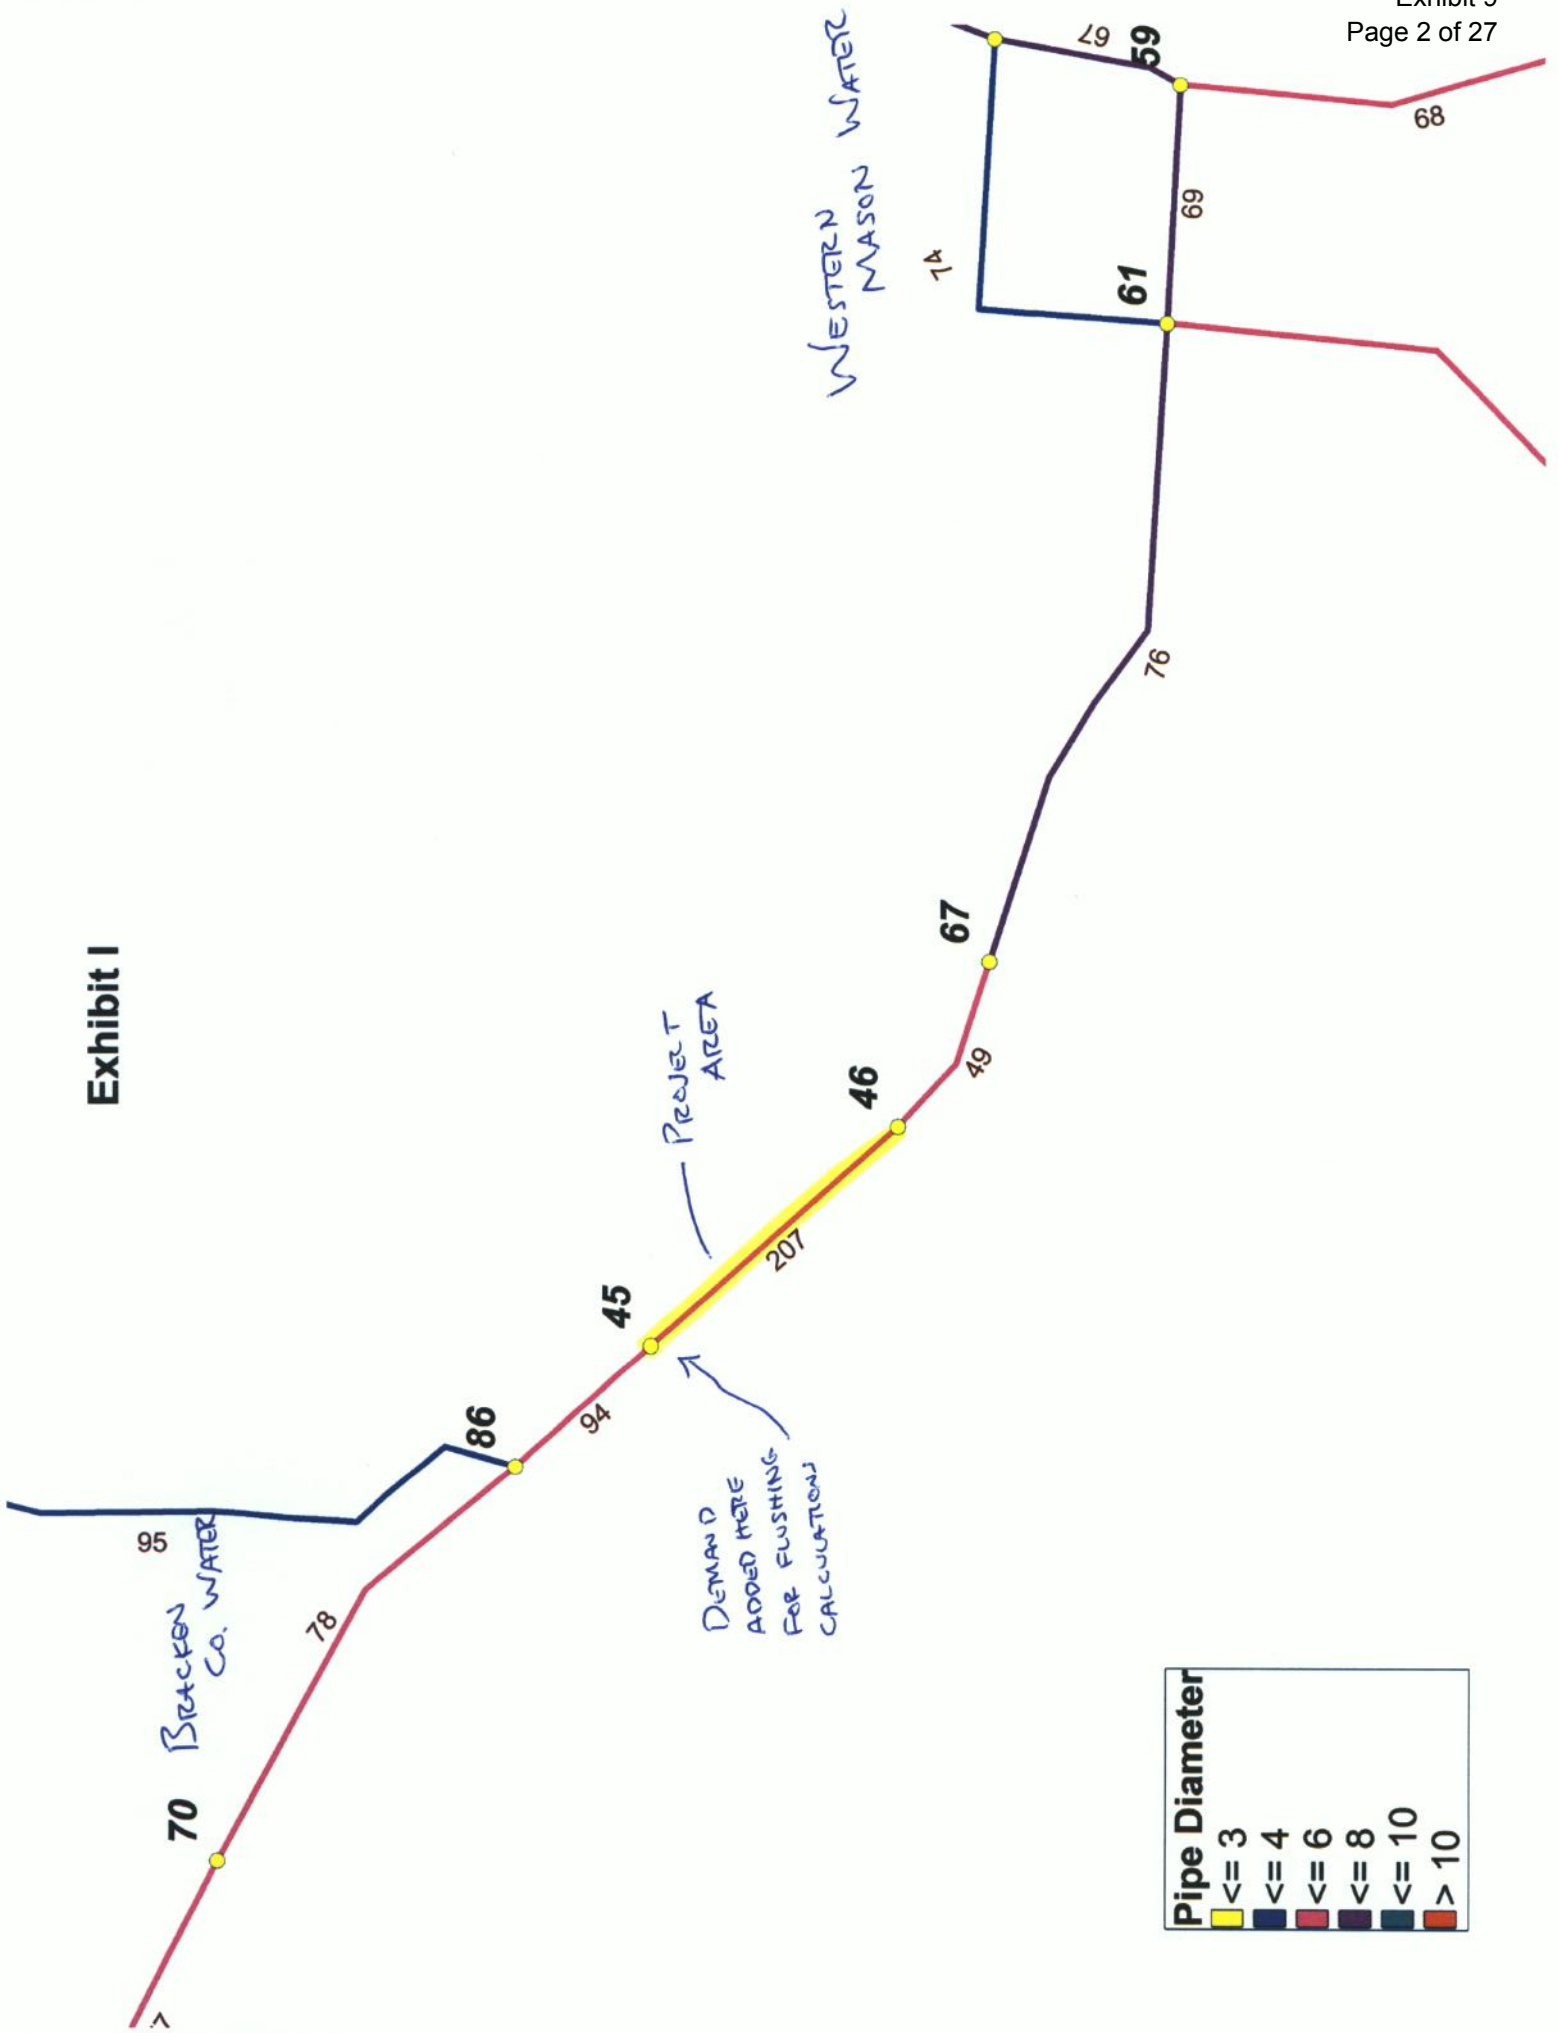 Exhibit 9
Page 2 of 27
Exhibit I
WESTERN
MASON WATER
67
59
68
69
74
61
76
67
49
46
PROJECT
AREA
207
45
94
86
DEMAND
ADDED HERE
FOR FLUSHING
CALCULATIONS
95
BRACKEN
CO. WATER
78
70
Pipe Diameter
<= 3
<= 4
<= 6
<= 8
<= 10
> 10